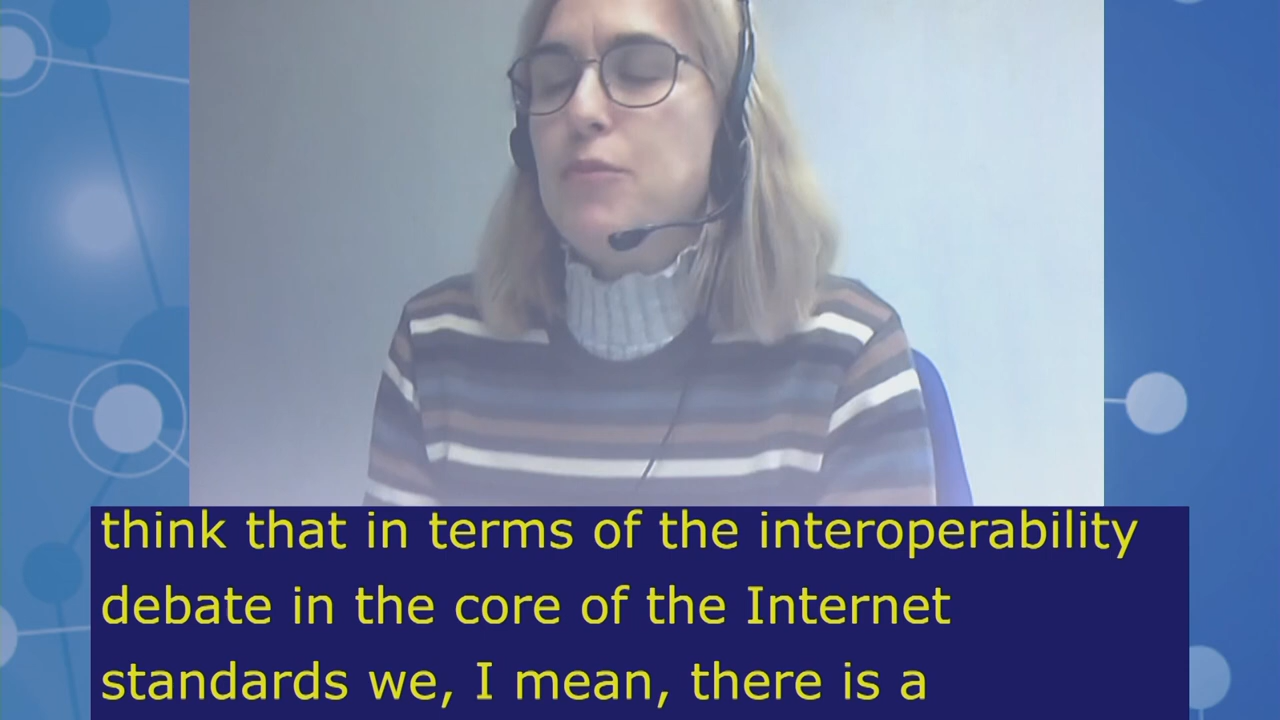 think that in terms of the interoperability
debate in the core of the Internet
standards we, I mean, there is a